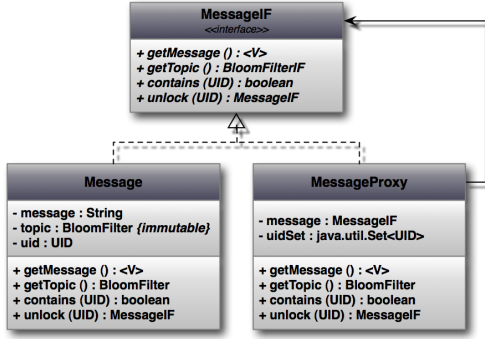 MessageIF
<<interface>>
+ getMessage () : <V>
+ getTopic () : BloomFilterIF
+ contains (UID) : boolean
+ unlock (UID) : MessageIF
Message
- message : String
- topic : BloomFilter {immutable}
- uid : UID
+ getMessage () : <V>
+ getTopic () : BloomFilter
+ contains (UID) : boolean
+ unlock (UID) : MessageIF
MessageProxy
- message : MessageIF
- uidSet : java.util.Set<UID>
+ getMessage () : <V>
+ getTopic () : BloomFilter
+ contains (UID) : boolean
+ unlock (UID) : MessageIF